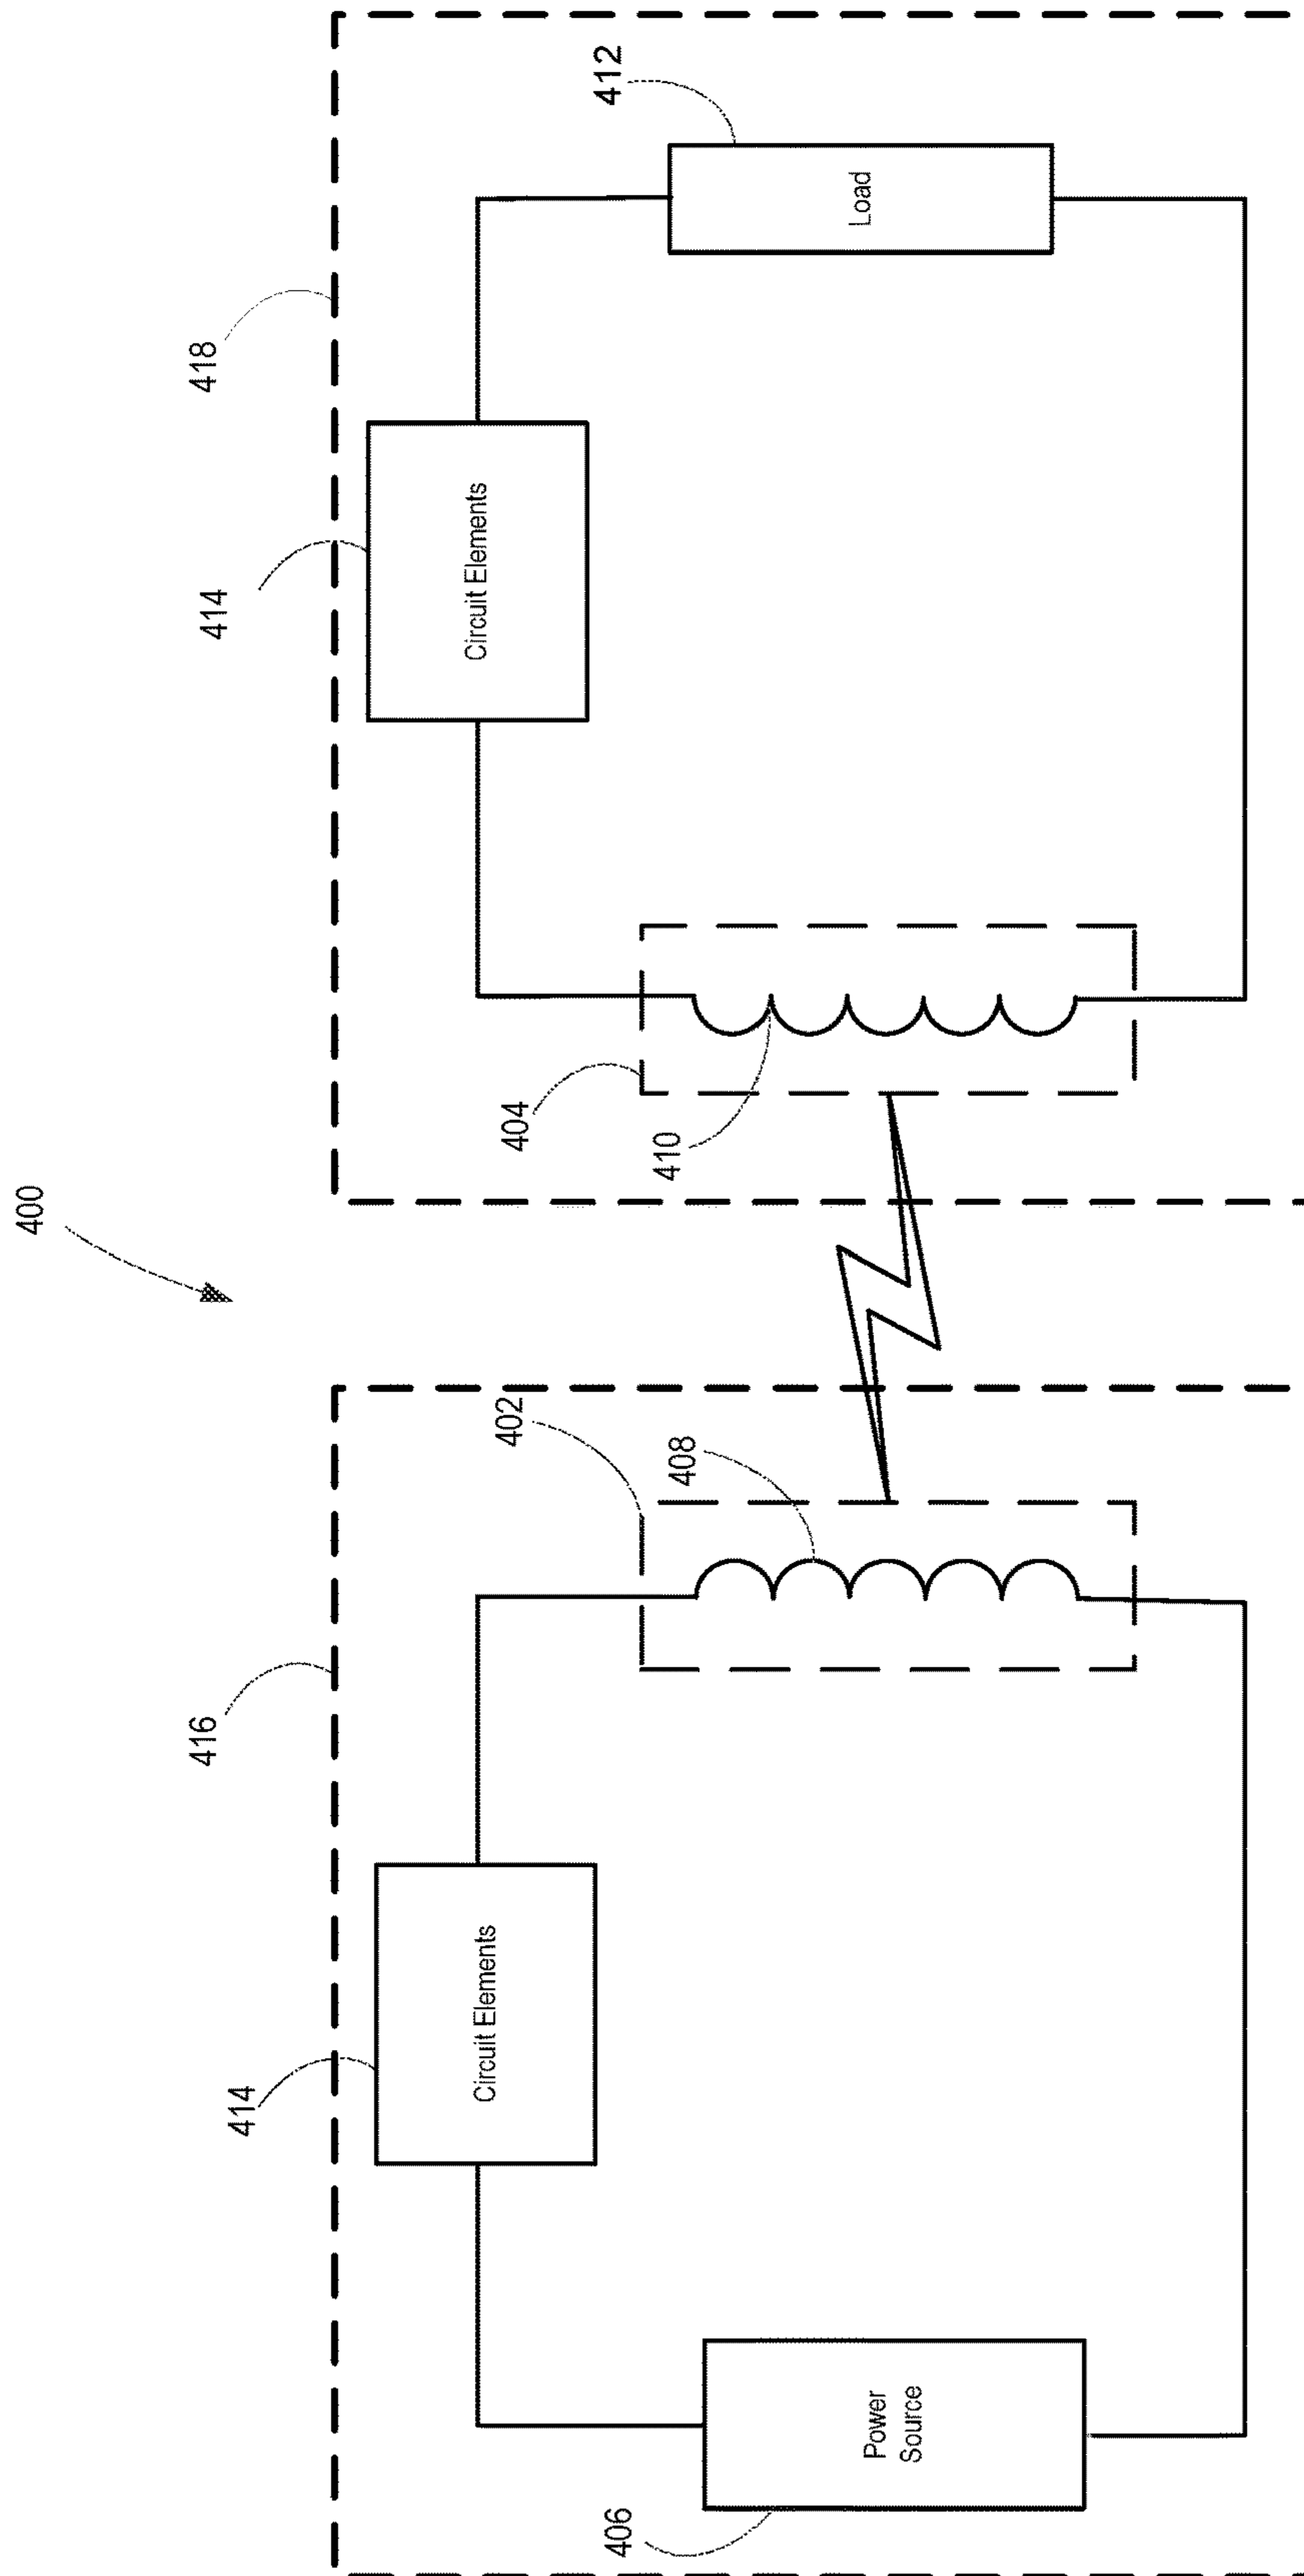 400
416
418
414
414
402
404
412
406
408
410
Circuit Elements
Circuit Elements
Power
Source
Load